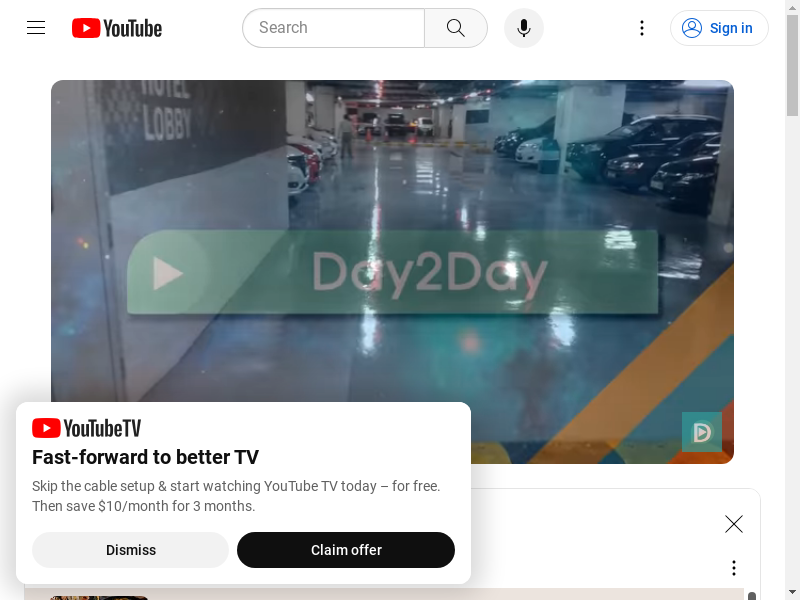 YouTube
Search
Sign in
HOTEL
LOBBY
Day2Day
YouTubeTV
Fast-forward to better TV
Skip the cable setup & start watching YouTube TV today – for free.
Then save $10/month for 3 months.
Dismiss
Claim offer